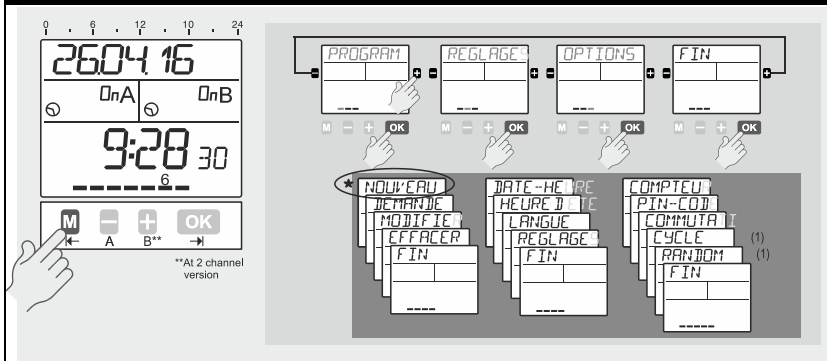 0 6 12 10 24
26.04.16
OnA OnB
9:28 30
6
M - + OK
A B**
**At 2 channel
version
PROGRAM REGLAGES OPTIONS FIN
M - + OK M - + OK M - + OK M - + OK
NOUVEAU DATE-HEURE COMPTEUR
DEMANDE HEURE D ETE PIN-CODE
MODIFIER LANGUE COMMUTATI
EFFACER REGLAGES CYCLE (1)
FIN FIN RANDOM (1)
FIN